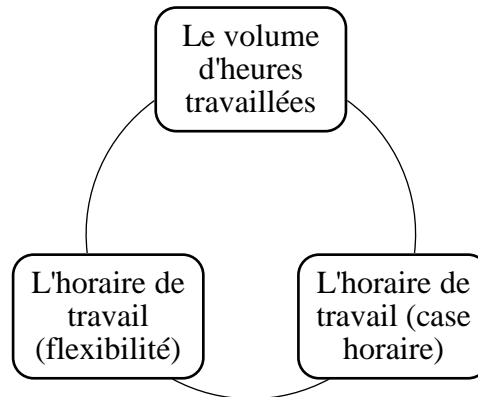 Le volume
d'heures
travaillées
L'horaire de
travail
(flexibilité)
L'horaire de
travail (case
horaire)